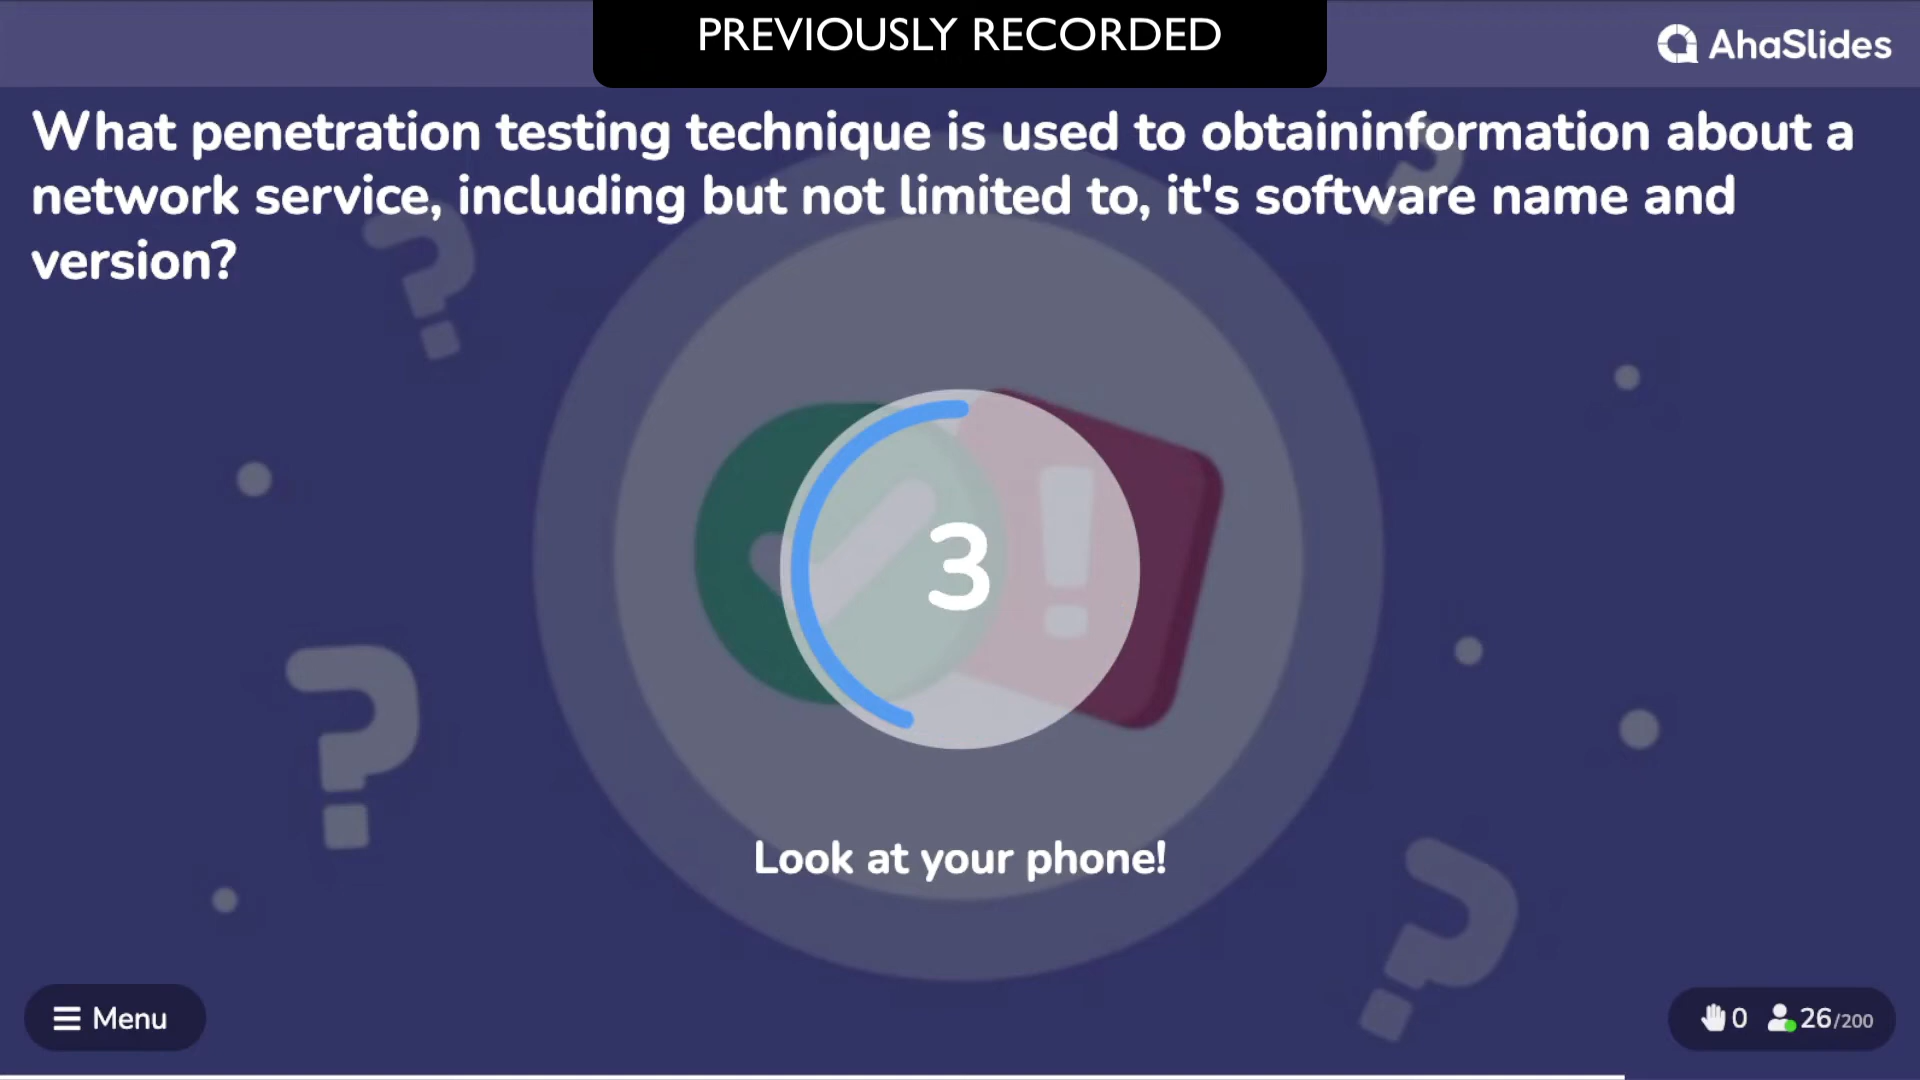 PREVIOUSLY RECORDED
AhaSlides
What penetration testing technique is used to obtaininformation about a
network service, including but not limited to, it's software name and
version?
3
Look at your phone!
Menu
0 26/200